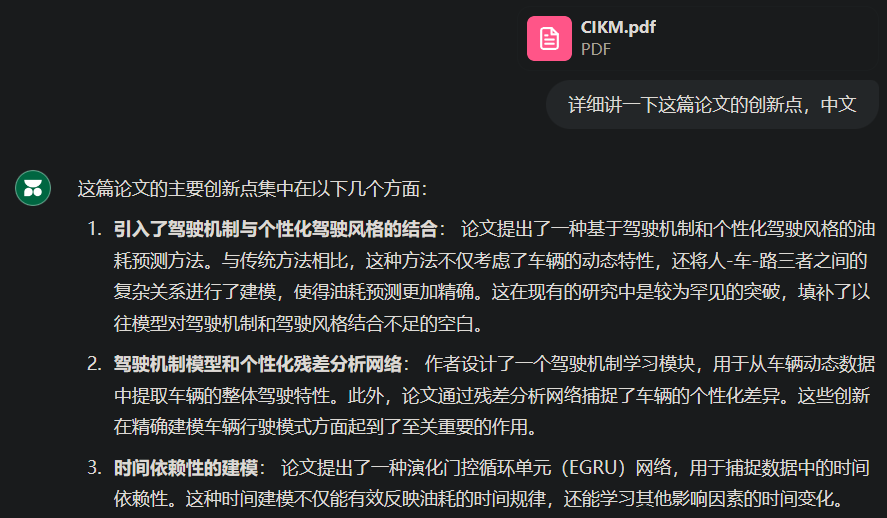 CIKM.pdf
PDF
详细讲一下这篇论文的创新点，中文
这篇论文的主要创新点集中在以下几个方面：
1. 引入了驾驶机制与个性化驾驶风格的结合： 论文提出了一种基于驾驶机制和个性化驾驶风格的油
耗预测方法。与传统方法相比，这种方法不仅考虑了车辆的动态特性，还将人-车-路三者之间的
复杂关系进行了建模，使得油耗预测更加精确。这在现有的研究中是较为罕见的突破，填补了以
往模型对驾驶机制和驾驶风格结合不足的空白。
2. 驾驶机制模型和个性化残差分析网络： 作者设计了一个驾驶机制学习模块，用于从车辆动态数据
中提取车辆的整体驾驶特性。此外，论文通过残差分析网络捕捉了车辆的个性化差异。这些创新
在精确建模车辆行驶模式方面起到了至关重要的作用。
3. 时间依赖性的建模： 论文提出了一种演化门控循环单元（EGRU）网络，用于捕捉数据中的时间
依赖性。这种时间建模不仅能有效反映油耗的时间规律，还能学习其他影响因素的时间变化。